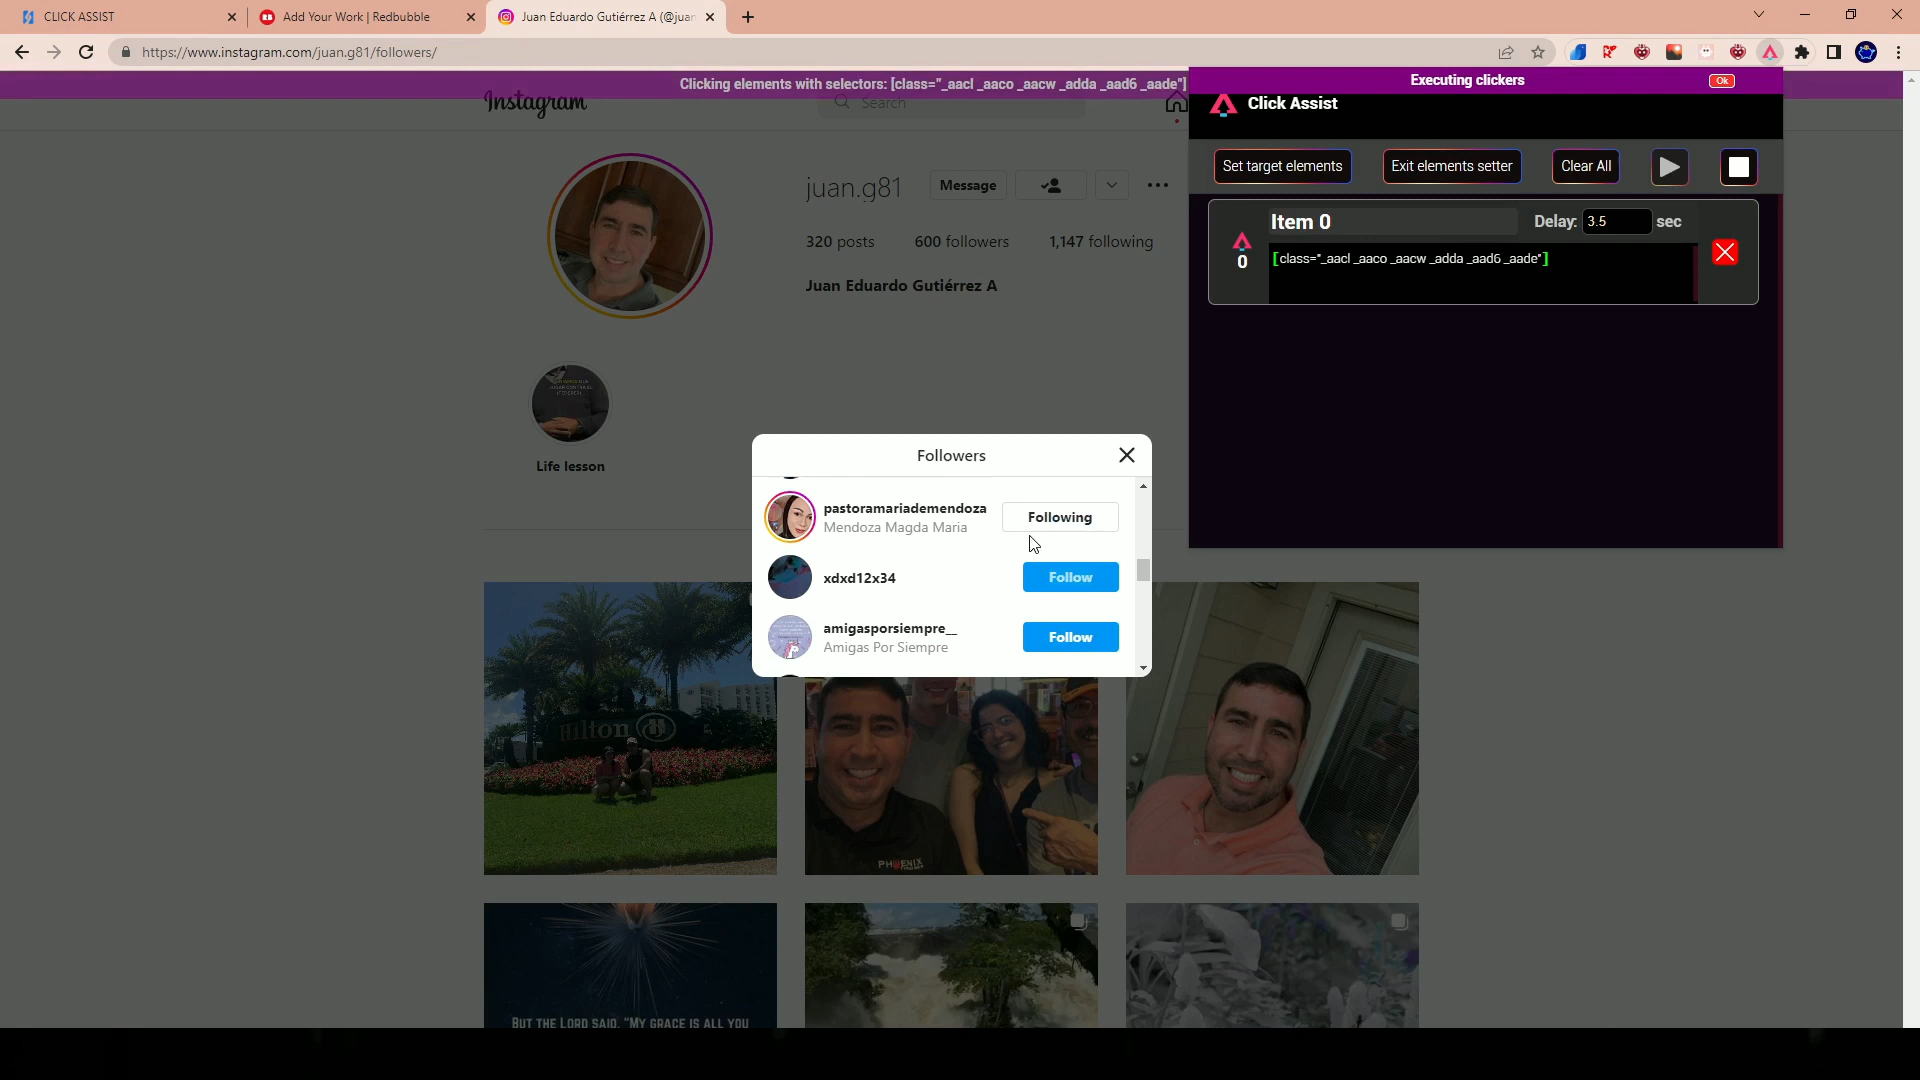 CLICK ASSIST
Add Your Work | Redbubble
Juan Eduardo Gutiérrez A (@juan
https://www.instagram.com/juan.g81/followers/
Clicking elements with selectors: [class="_aacl _aaco _aacw _adda _aad6 _aade"]
Executing clickers
Ok
Instagram
Search
Click Assist
Set target elements
Exit elements setter
Clear All
juan.g81
Message
320 posts
600 followers
1,147 following
Juan Eduardo Gutiérrez A
Item 0
Delay:
3.5
sec
0
[class="_aacl _aaco _aacw _adda _aad6 _aade"]
Life lesson
Followers
pastoramariademendoza
Mendoza Magda Maria
Following
xdxd12x34
Follow
amigasporsiempre__
Amigas Por Siempre
Follow
Hilton
PHOENIX
BUT THE LORD SAID, "MY GRACE IS ALL YOU